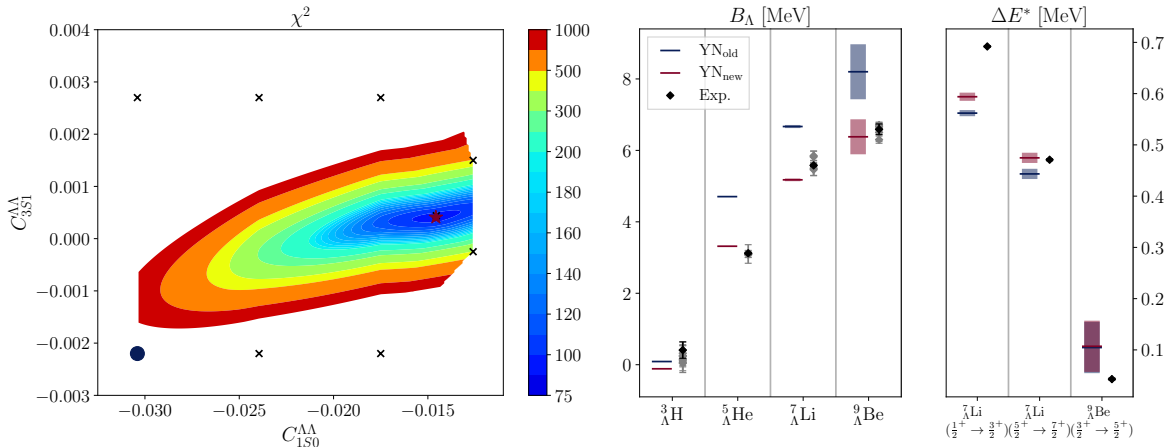 χ²
0.004
0.003
0.002
0.001
0.000
−0.001
−0.002
−0.003
C^{ΛΛ}_{3S1}
−0.030 −0.025 −0.020 −0.015
C^{ΛΛ}_{1S0}
1000
500
300
200
180
160
140
120
100
75
B_Λ [MeV]
YN_old
YN_new
Exp.
8
6
4
2
0
³_ΛH ⁵_ΛHe ⁷_ΛLi ⁹_ΛBe
ΔE* [MeV]
0.7
0.6
0.5
0.4
0.3
0.2
0.1
⁷_ΛLi ⁷_ΛLi ⁹_ΛBe
(1/2⁺ → 3/2⁺) (5/2⁺ → 7/2⁺) (3/2⁺ → 5/2⁺)